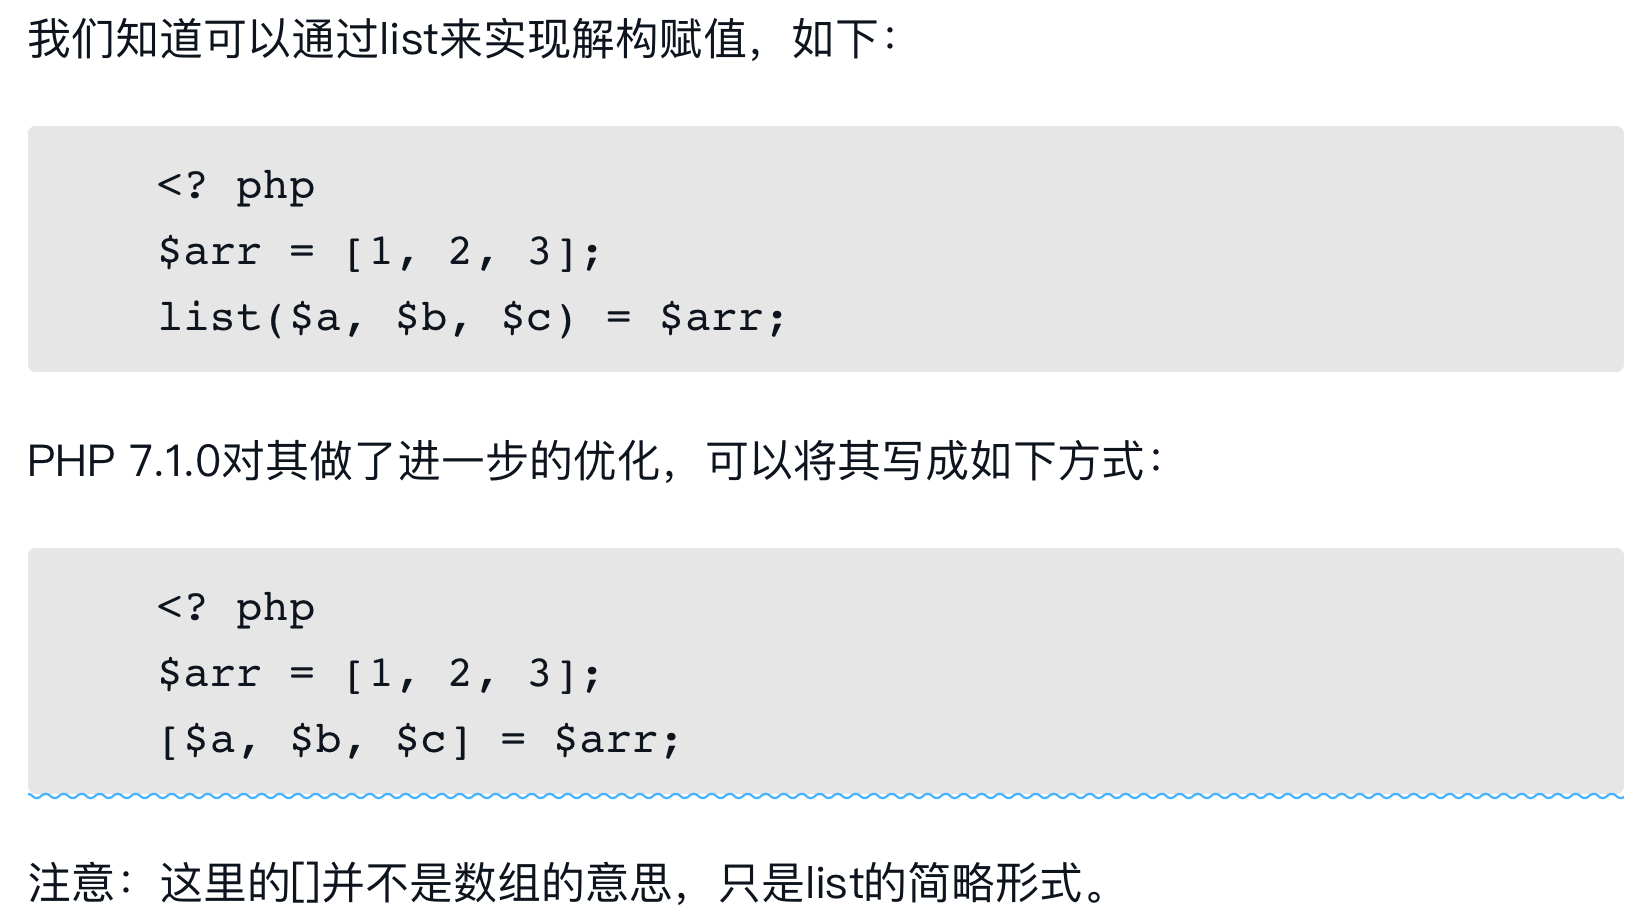 我们知道可以通过list来实现解构赋值，如下：
<? php
$arr = [1, 2, 3];
list($a, $b, $c) = $arr;
PHP 7.1.0对其做了进一步的优化，可以将其写成如下方式：
<? php
$arr = [1, 2, 3];
[$a, $b, $c] = $arr;
注意：这里的[]并不是数组的意思，只是list的简略形式。